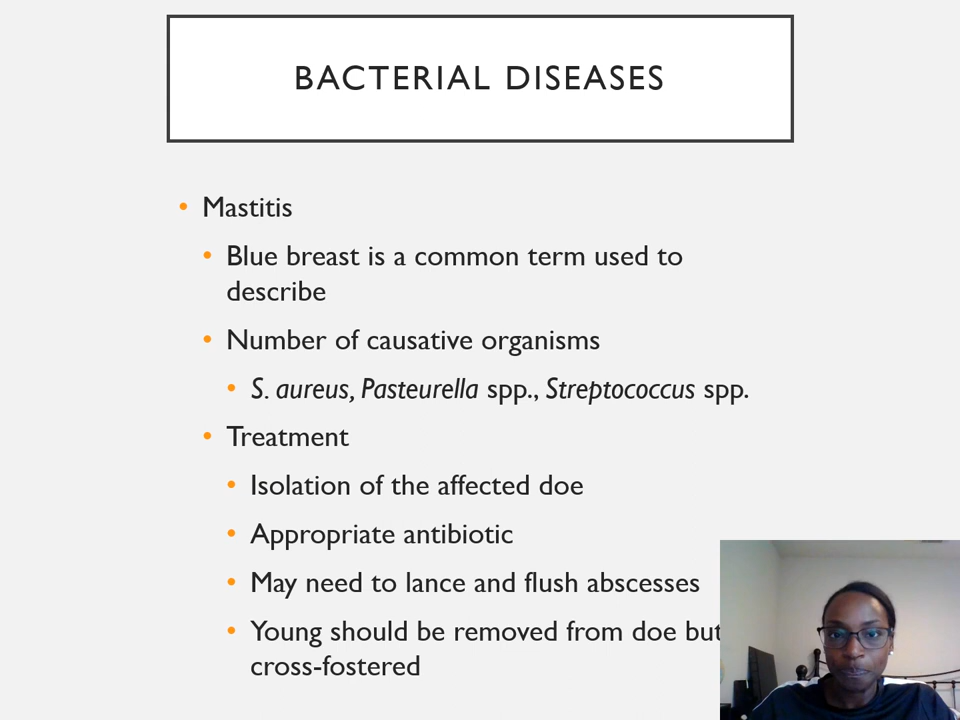 BACTERIAL DISEASES
• Mastitis
• Blue breast is a common term used to
describe
• Number of causative organisms
• S. aureus, Pasteurella spp., Streptococcus spp.
• Treatment
• Isolation of the affected doe
• Appropriate antibiotic
• May need to lance and flush abscesses
• Young should be removed from doe but
cross-fostered